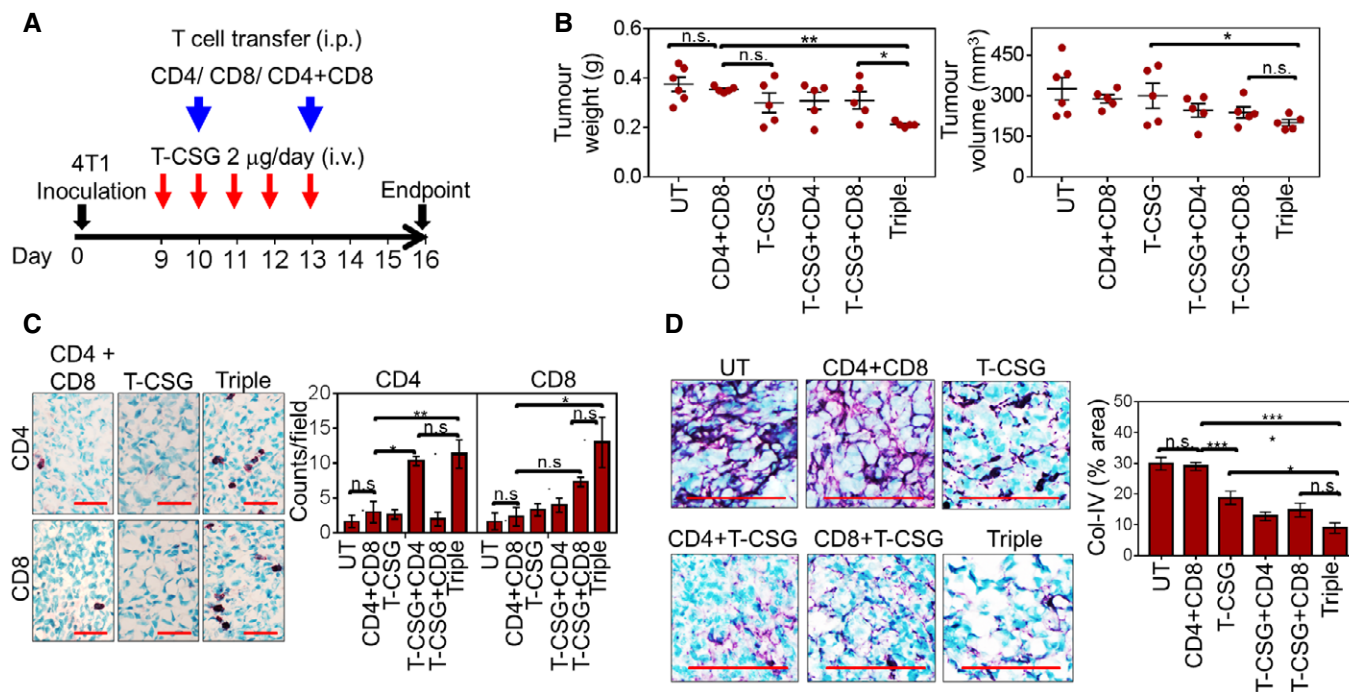 A
T cell transfer (i.p.)
CD4/ CD8/ CD4+CD8
T-CSG 2 µg/day (i.v.)
4T1
Inoculation
Endpoint
Day 0 9 10 11 12 13 14 15 16
B
Tumour
weight (g)
0.6
0.4
0.2
0.0
n.s.
**
n.s.
*
UT
CD4+CD8
T-CSG
T-CSG+CD4
T-CSG+CD8
Triple
Tumour
volume (mm³)
450
300
150
0
*
n.s.
UT
CD4+CD8
T-CSG
T-CSG+CD4
T-CSG+CD8
Triple
C
CD4 +
CD8
T-CSG
Triple
CD4
CD8
Counts/field
20
10
0
CD4
CD8
n.s
*
**
n.s
n.s
n.s
*
n.s
UT
CD4+CD8
T-CSG
T-CSG+CD4
T-CSG+CD8
Triple
UT
CD4+CD8
T-CSG
T-CSG+CD4
T-CSG+CD8
Triple
D
UT
CD4+CD8
T-CSG
CD4+T-CSG
CD8+T-CSG
Triple
Col-IV (% area)
50
40
30
20
10
0
n.s.
***
***
*
*
n.s.
UT
CD4+CD8
T-CSG
T-CSG+CD4
T-CSG+CD8
Triple